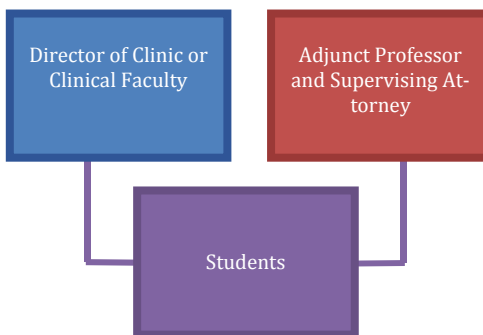 Director of Clinic or
Clinical Faculty
Adjunct Professor
and Supervising At-
torney
Students